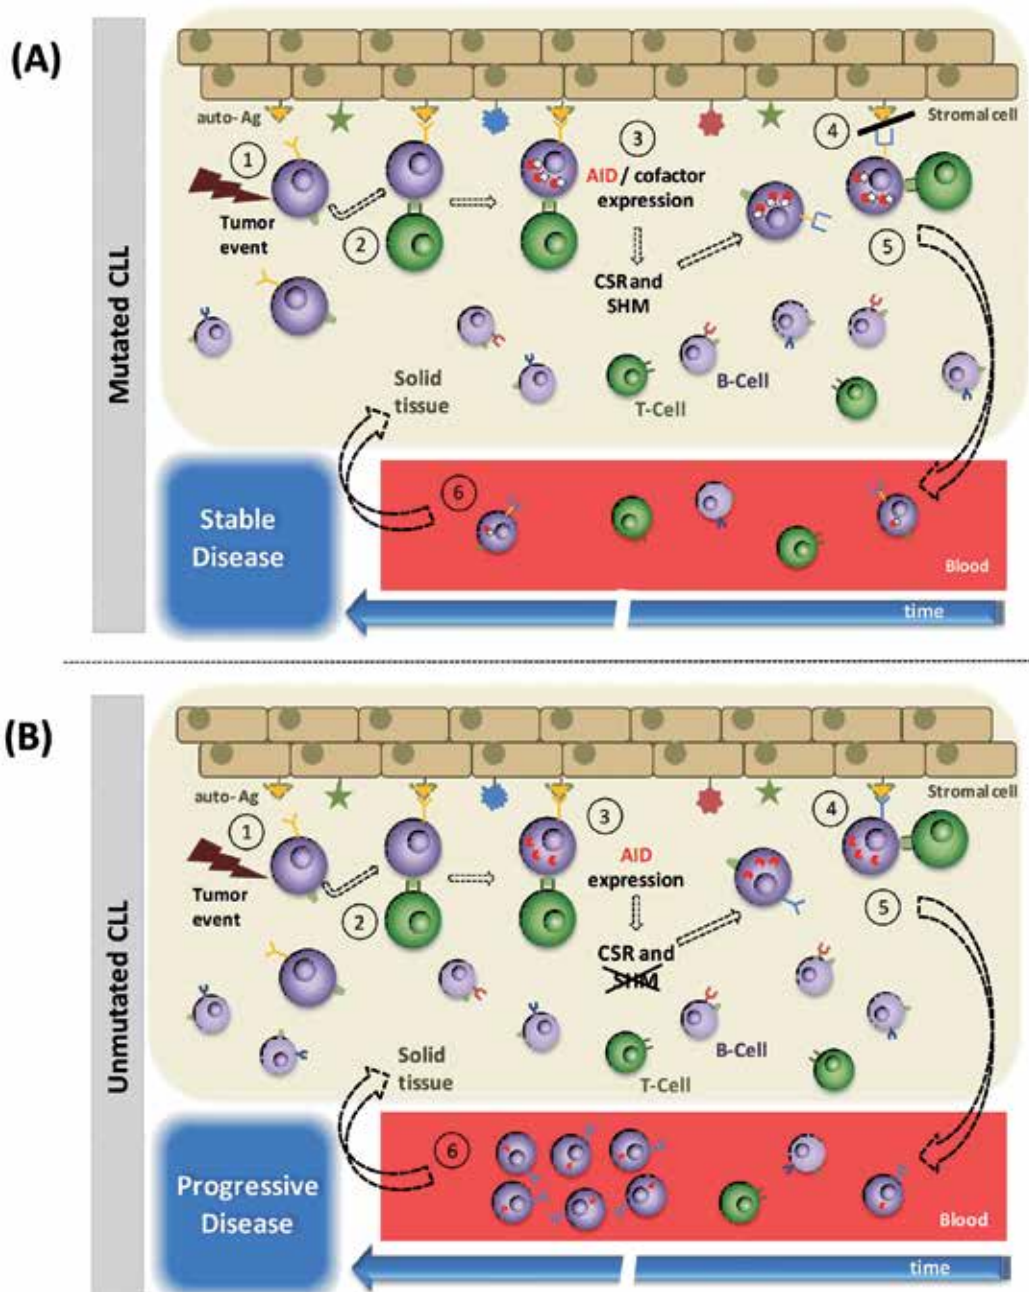 (A)
Mutated CLL
auto-Ag
Stromal cell
1
Tumor
event
2
3
AID / cofactor
expression
CSR and
SHM
4
5
Solid
tissue
T-Cell
B-Cell
Stable
Disease
6
Blood
time
(B)
Unmutated CLL
auto-Ag
Stromal cell
1
Tumor
event
2
3
AID
expression
CSR and
SHM
4
5
Solid
tissue
T-Cell
B-Cell
Progressive
Disease
6
Blood
time